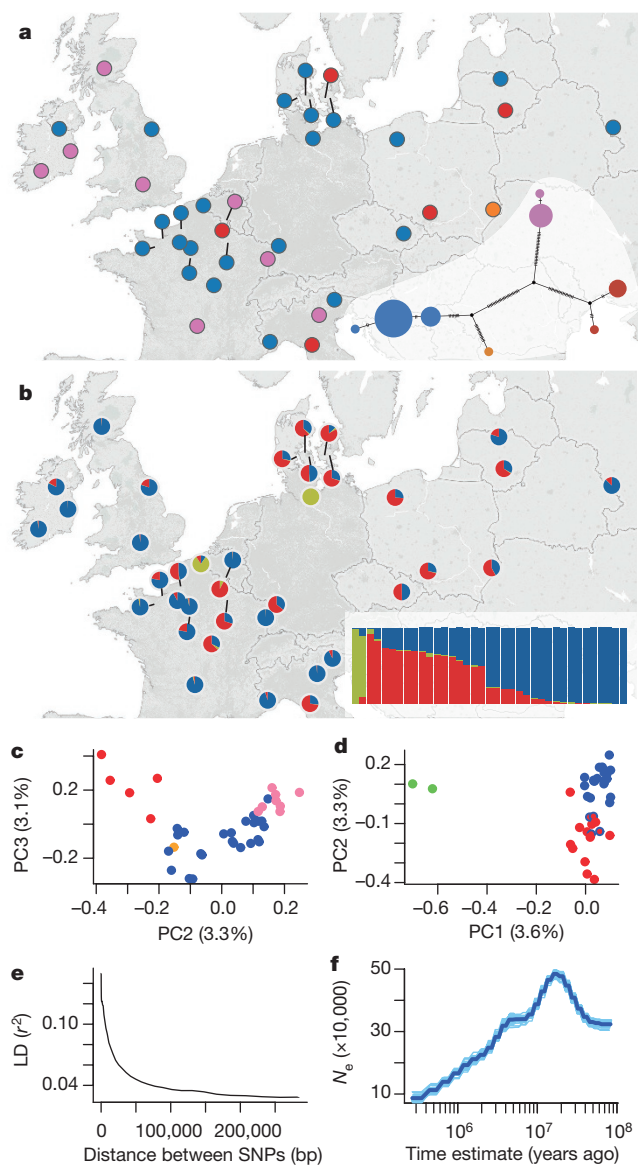 a
b
c
d
PC3 (3.1%)
0.2
−0.2
−0.4
−0.2
0.0
0.2
PC2 (3.3%)
PC2 (3.3%)
0.2
−0.1
−0.4
−0.6
−0.4
−0.2
0.0
PC1 (3.6%)
e
f
LD (r²)
0.10
0.04
0
100,000
200,000
Distance between SNPs (bp)
Nₑ (×10,000)
50
30
10
10⁶
10⁷
10⁸
Time estimate (years ago)